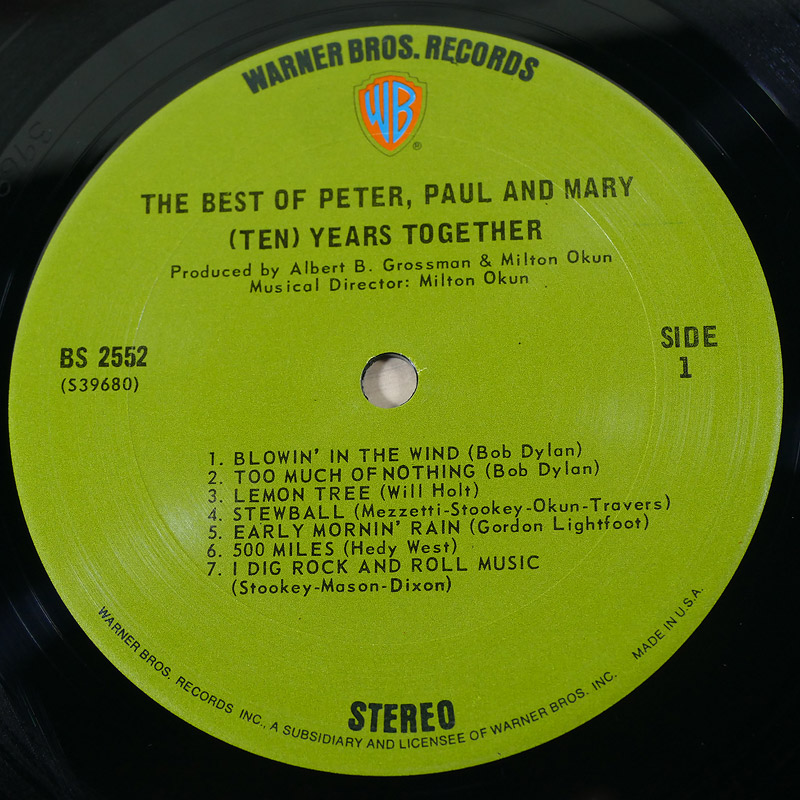 WARNER BROS. RECORDS
WB
®
THE BEST OF PETER, PAUL AND MARY
(TEN) YEARS TOGETHER
Produced by Albert B. Grossman & Milton Okun
Musical Director: Milton Okun
BS 2552
(S39680)
SIDE
1
1. BLOWIN' IN THE WIND (Bob Dylan)
2. TOO MUCH OF NOTHING (Bob Dylan)
3. LEMON TREE (Will Holt)
4. STEWBALL (Mezzetti-Stookey-Okun-Travers)
5. EARLY MORNIN' RAIN (Gordon Lightfoot)
6. 500 MILES (Hedy West)
7. I DIG ROCK AND ROLL MUSIC
(Stookey-Mason-Dixon)
STEREO
WARNER BROS. RECORDS INC., A SUBSIDIARY AND LICENSEE OF WARNER BROS. INC. MADE IN U.S.A.